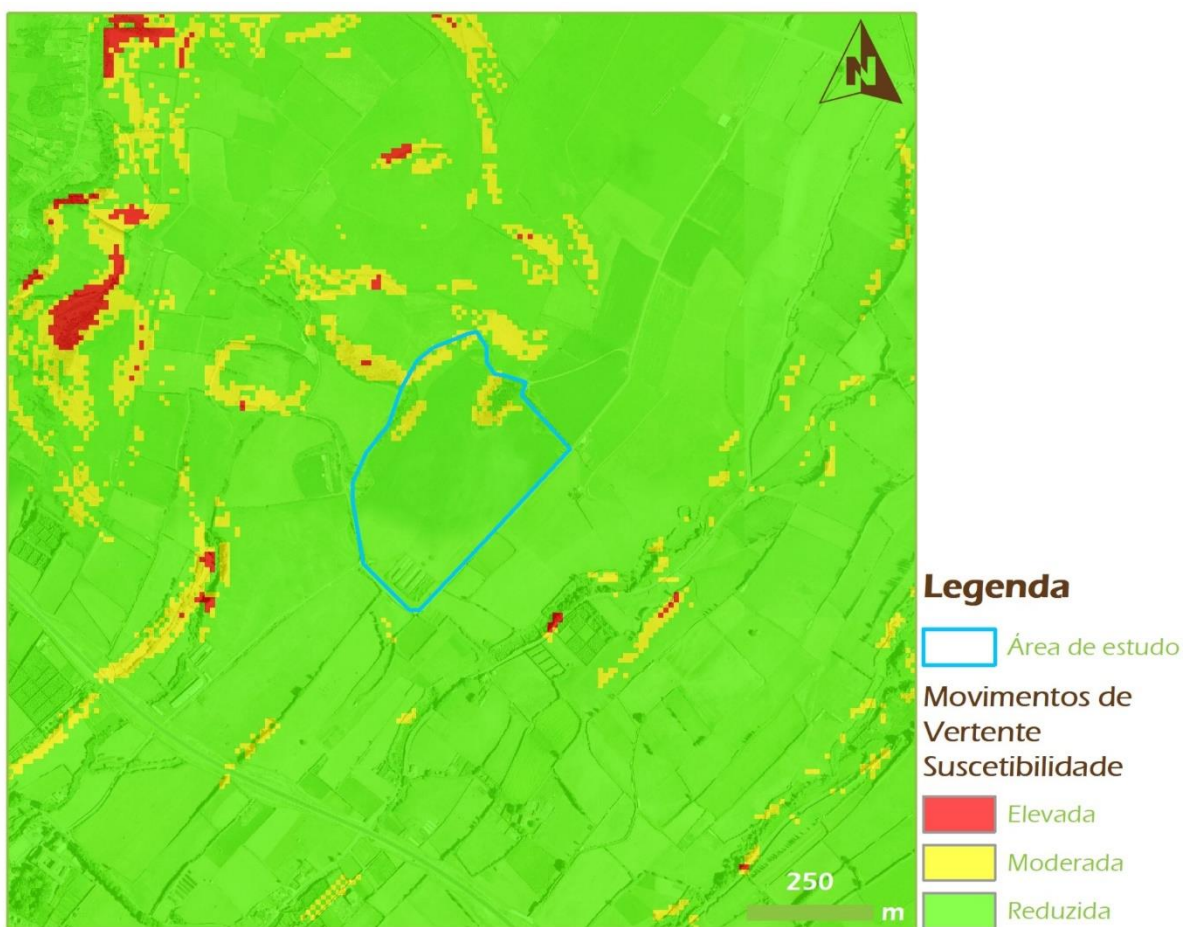 N
Legenda
Área de estudo
Movimentos de
Vertente
Suscetibilidade
Elevada
Moderada
Reduzida
250
m